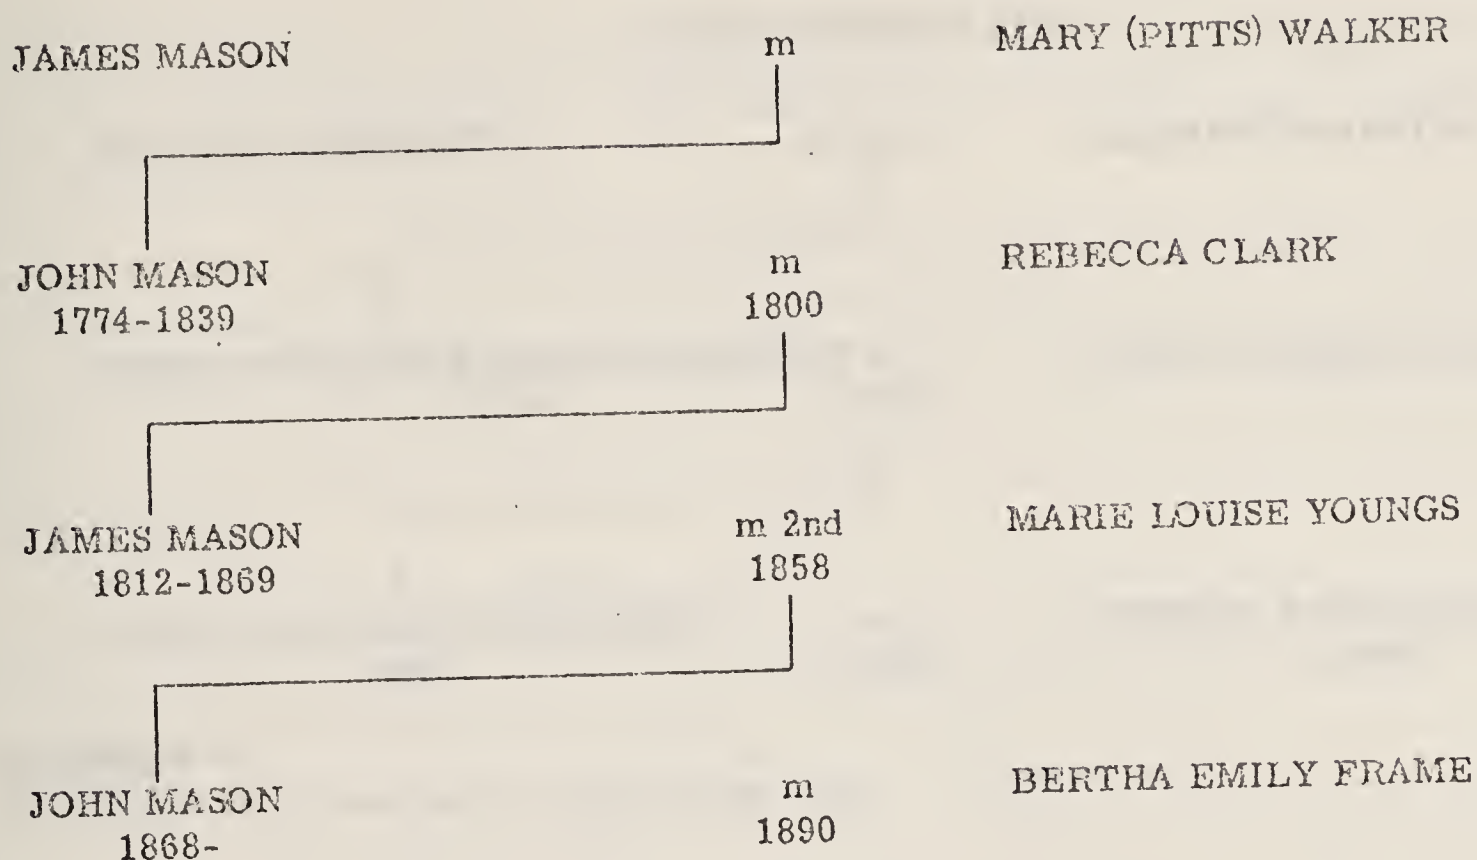 JAMES MASON m MARY (PITTS) WALKER
JOHN MASON m REBECCA CLARK
1774-1839 1800
JAMES MASON m 2nd MARIE LOUISE YOUNGS
1812-1869 1858
JOHN MASON m BERTHA EMILY FRAME
1868- 1890